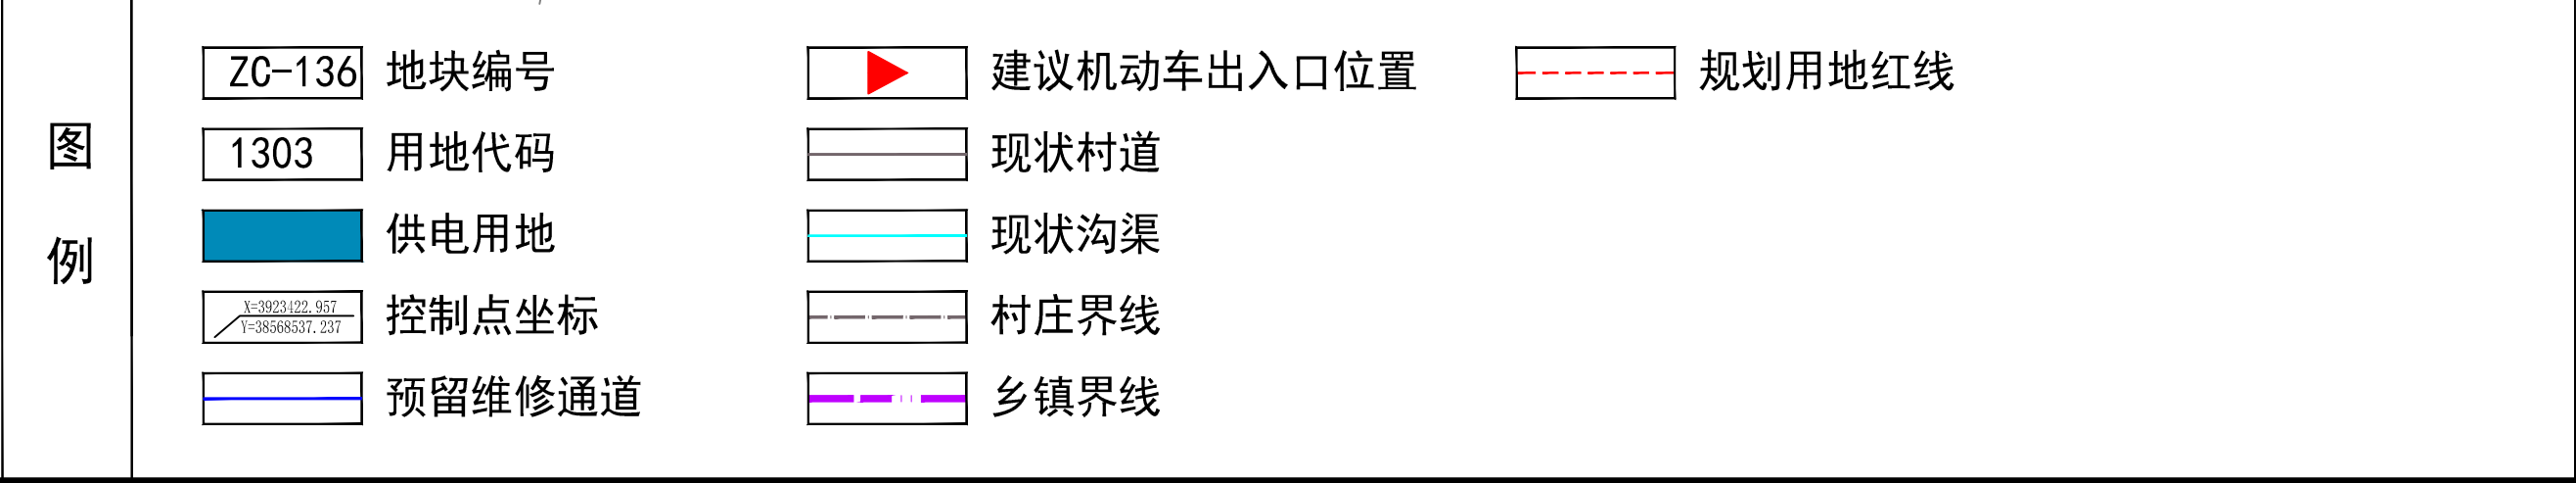 图例
ZC-136 地块编号
1303 用地代码
供电用地
X=3923422.957
Y=38568537.237
控制点坐标
预留维修通道
建议机动车出入口位置
现状村道
现状沟渠
村庄界线
乡镇界线
规划用地红线